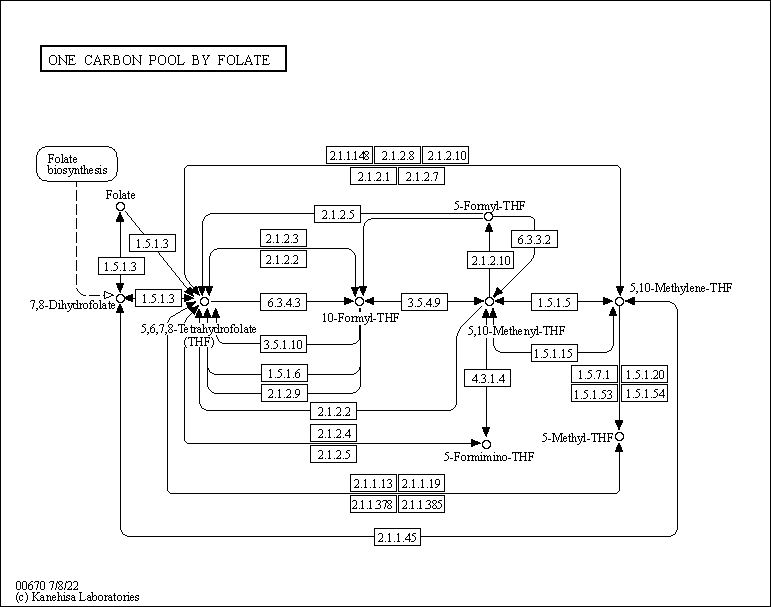 ONE CARBON POOL BY FOLATE
2.1.1.148 2.1.2.8 2.1.2.10
2.1.2.1 2.1.2.7
Folate
biosynthesis
Folate
2.1.2.5
5-Formyl-THF
1.5.1.3
2.1.2.3
6.3.3.2
2.1.2.2
2.1.2.10
1.5.1.3
5,10-Methylene-THF
7,8-Dihydrofolate
1.5.1.3
6.3.4.3
3.5.4.9
1.5.1.5
5,6,7,8-Tetrahydrofolate
(THF)
10-Formyl-THF
5,10-Methenyl-THF
3.5.1.10
1.5.1.15
1.5.1.6
4.3.1.4
1.5.7.1 1.5.1.20
2.1.2.9
1.5.1.53 1.5.1.54
2.1.2.2
2.1.2.4
5-Methyl-THF
2.1.2.5
5-Formimino-THF
2.1.1.13 2.1.1.19
2.1.1.378 2.1.1.385
2.1.1.45
00670 7/8/22
(c) Kanehisa Laboratories